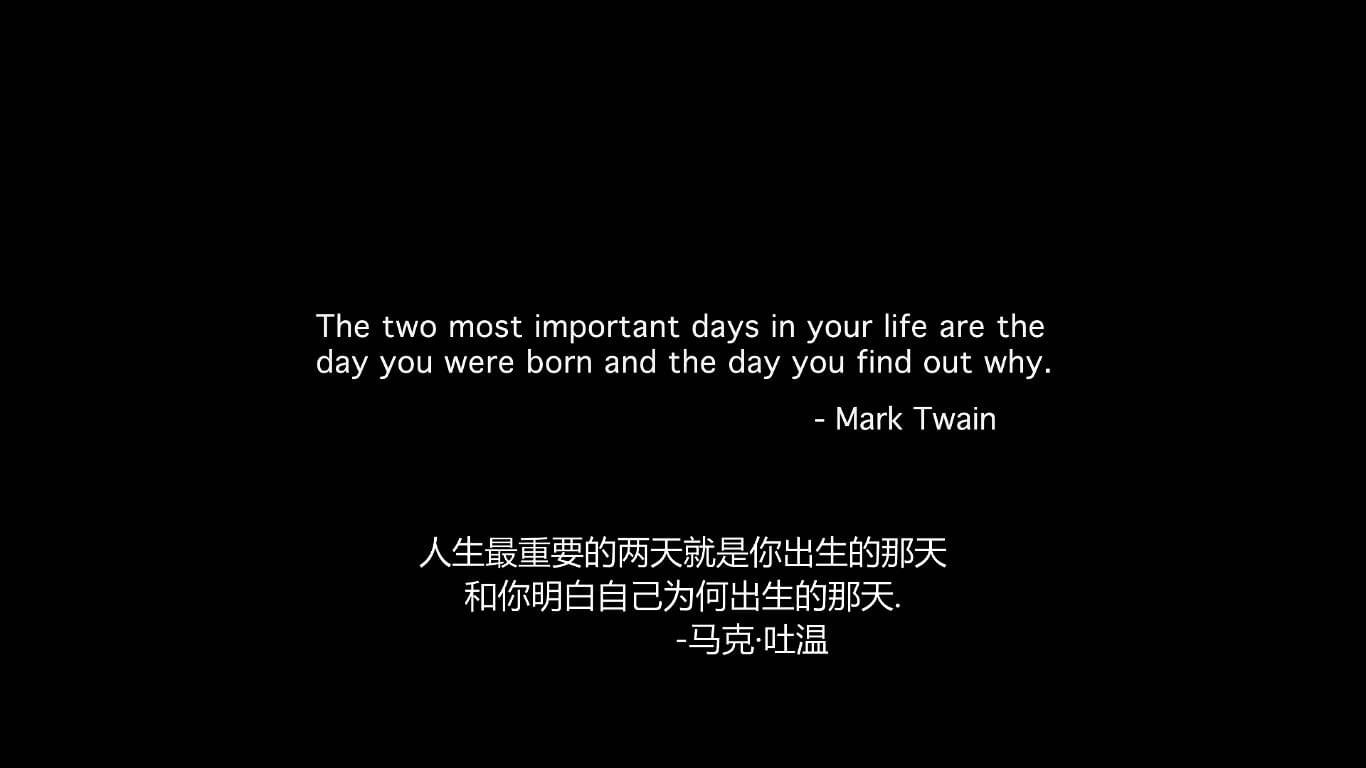 The two most important days in your life are the
day you were born and the day you find out why.
- Mark Twain
人生最重要的两天就是你出生的那天
和你明白自己为何出生的那天.
-马克·吐温